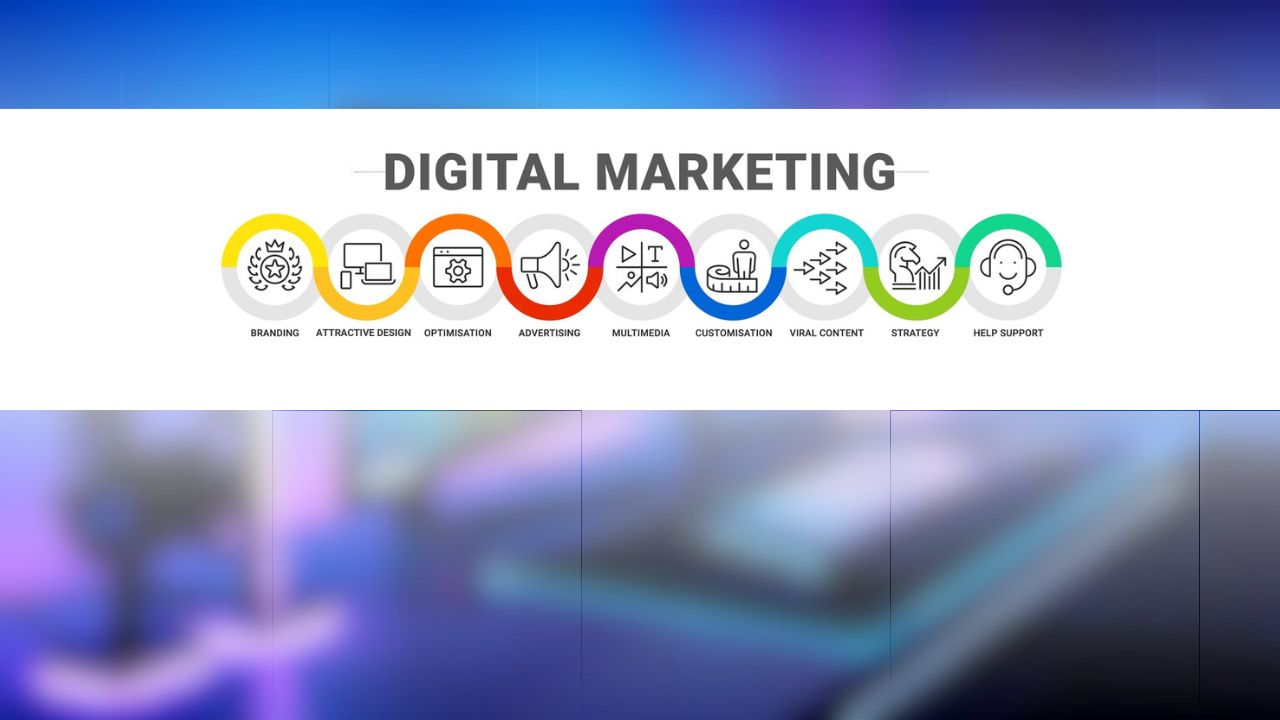 DIGITAL MARKETING
BRANDING
ATTRACTIVE DESIGN
OPTIMISATION
ADVERTISING
T
MULTIMEDIA
CUSTOMISATION
VIRAL CONTENT
STRATEGY
HELP SUPPORT